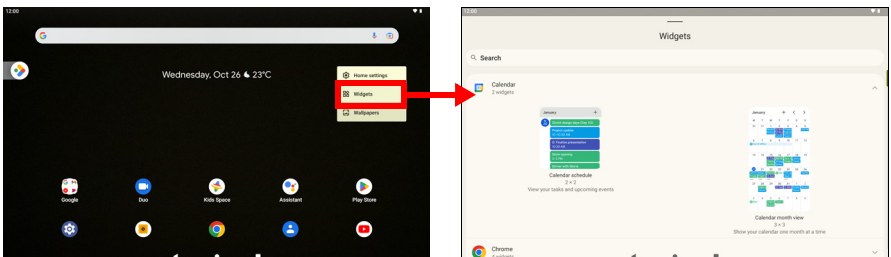 12:00
Wednesday, Oct 26 23°C
Home settings
Widgets
Wallpapers
Google
Duo
Kids Space
Assistant
Play Store
12:00
Widgets
Search
Calendar
2 widgets
January
Calendar schedule
2 × 2
View your tasks and upcoming events
January
Calendar month view
3 × 3
Show your calendar one month at a time
Chrome
4 widgets